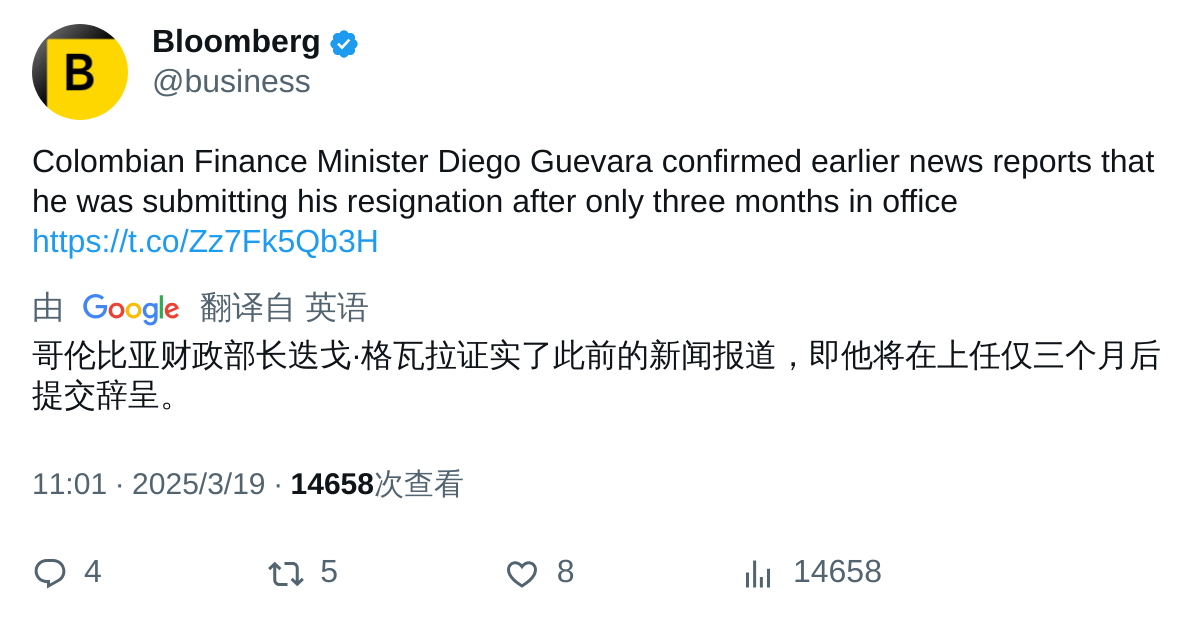 B
Bloomberg
@business
Colombian Finance Minister Diego Guevara confirmed earlier news reports that
he was submitting his resignation after only three months in office
https://t.co/Zz7Fk5Qb3H
由 Google 翻译自 英语
哥伦比亚财政部长迭戈·格瓦拉证实了此前的新闻报道，即他将在上任仅三个月后
提交辞呈。
11:01 · 2025/3/19 · 14658次查看
4 5 8 14658